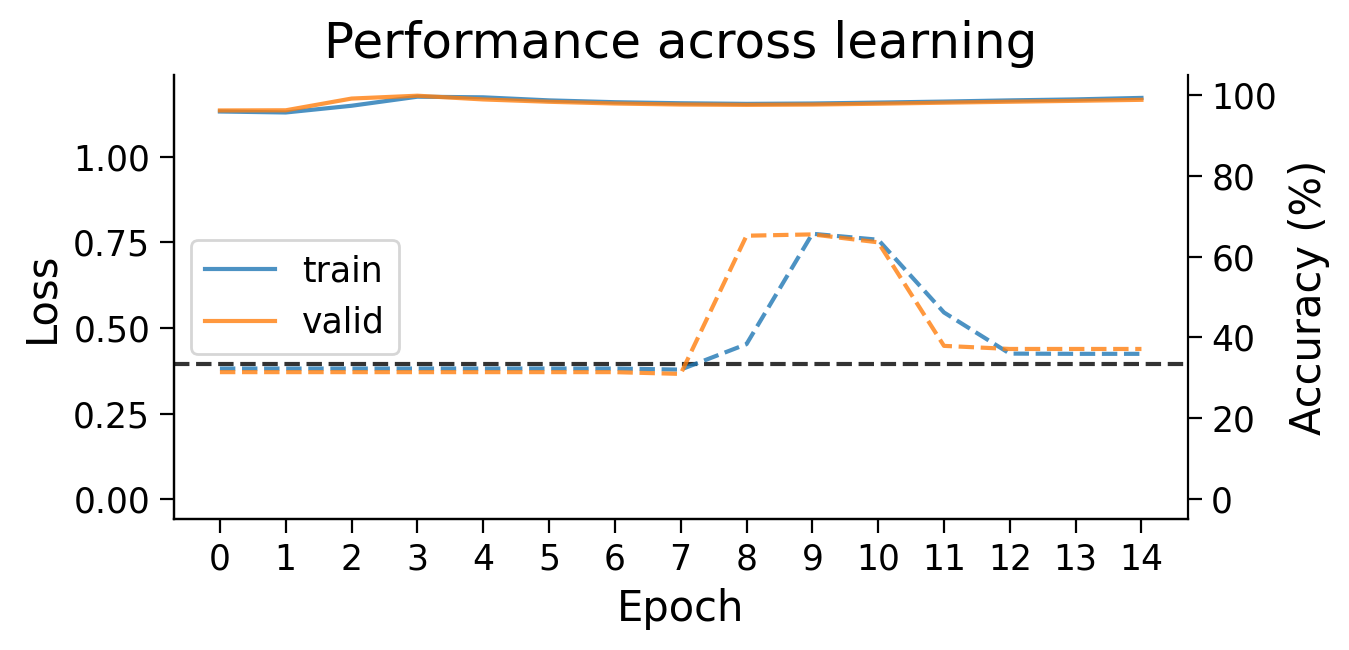 Performance across learning
Loss
1.00
0.75
0.50
0.25
0.00
train
valid
100
80
60
40
20
0
Accuracy (%)
0 1 2 3 4 5 6 7 8 9 10 11 12 13 14
Epoch